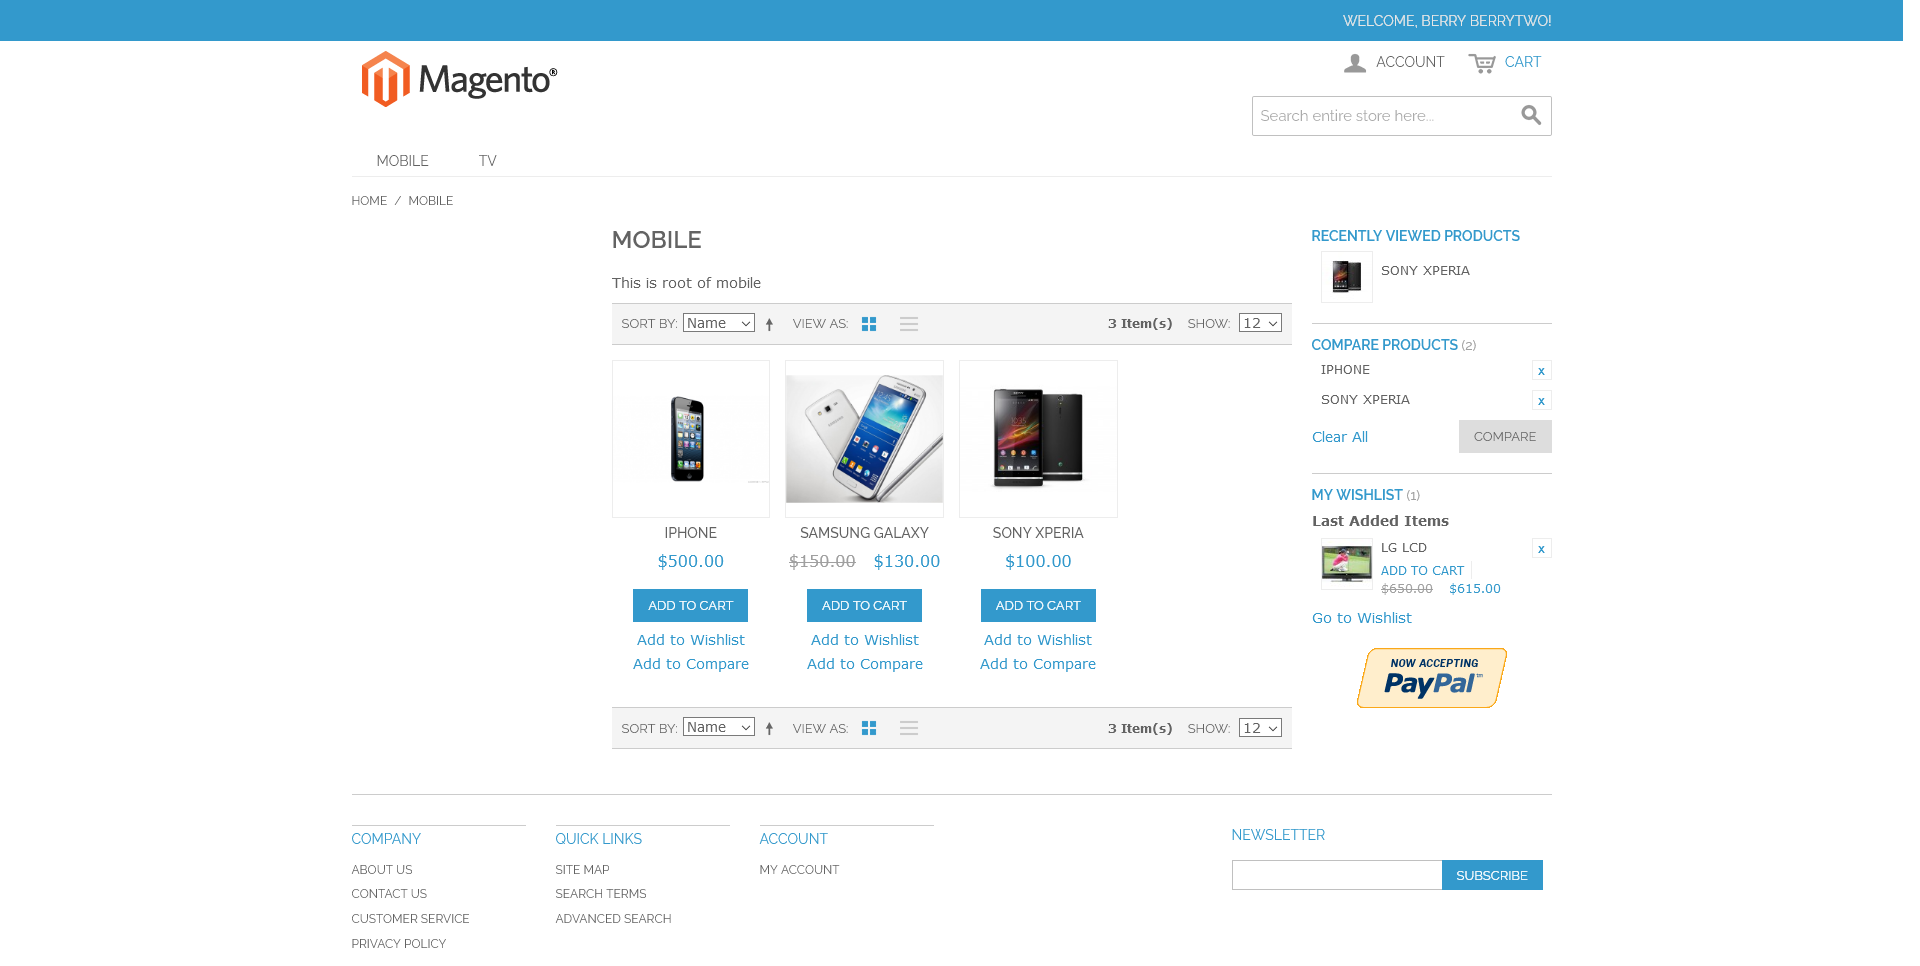 WELCOME, BERRY BERRYTWO!
Magento®
ACCOUNT
CART
Search entire store here...
MOBILE
TV
HOME / MOBILE
MOBILE
This is root of mobile
SORT BY: Name VIEW AS: 3 Item(s) SHOW: 12
IPHONE
$500.00
ADD TO CART
Add to Wishlist
Add to Compare
SAMSUNG GALAXY
$150.00 $130.00
ADD TO CART
Add to Wishlist
Add to Compare
SONY XPERIA
$100.00
ADD TO CART
Add to Wishlist
Add to Compare
SORT BY: Name VIEW AS: 3 Item(s) SHOW: 12
RECENTLY VIEWED PRODUCTS
SONY XPERIA
COMPARE PRODUCTS (2)
IPHONE x
SONY XPERIA x
Clear All COMPARE
MY WISHLIST (1)
Last Added Items
LG LCD x
ADD TO CART
$650.00 $615.00
Go to Wishlist
NOW ACCEPTING
PayPal™
COMPANY
ABOUT US
CONTACT US
CUSTOMER SERVICE
PRIVACY POLICY
QUICK LINKS
SITE MAP
SEARCH TERMS
ADVANCED SEARCH
ACCOUNT
MY ACCOUNT
NEWSLETTER
SUBSCRIBE